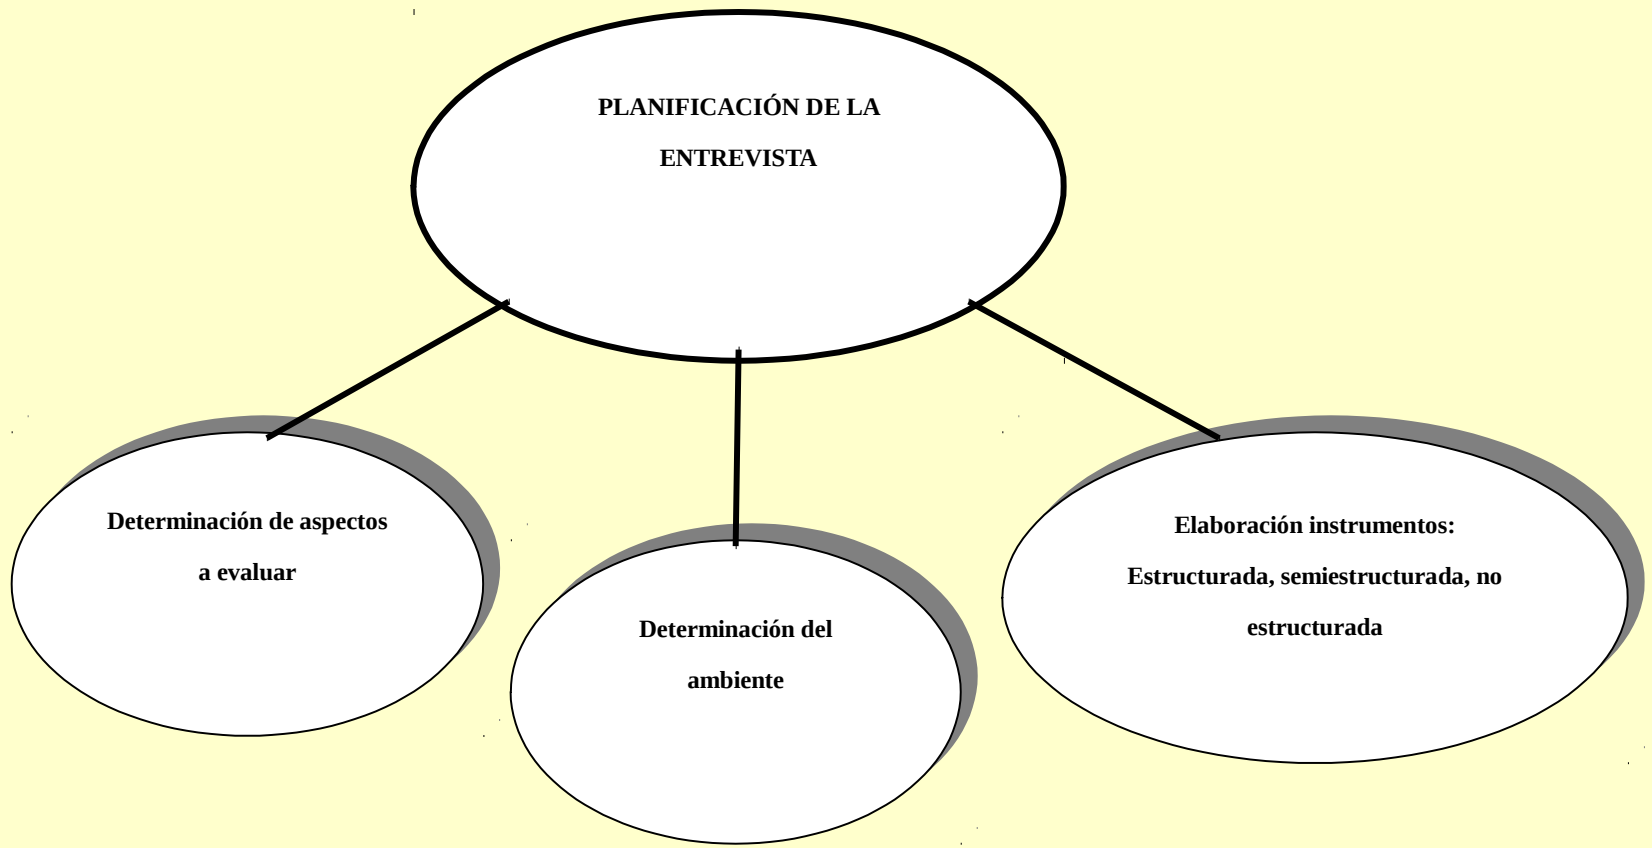 PLANIFICACIÓN DE LA
ENTREVISTA
Determinación de aspectos
a evaluar
Determinación del
ambiente
Elaboración instrumentos:
Estructurada, semiestructurada, no
estructurada